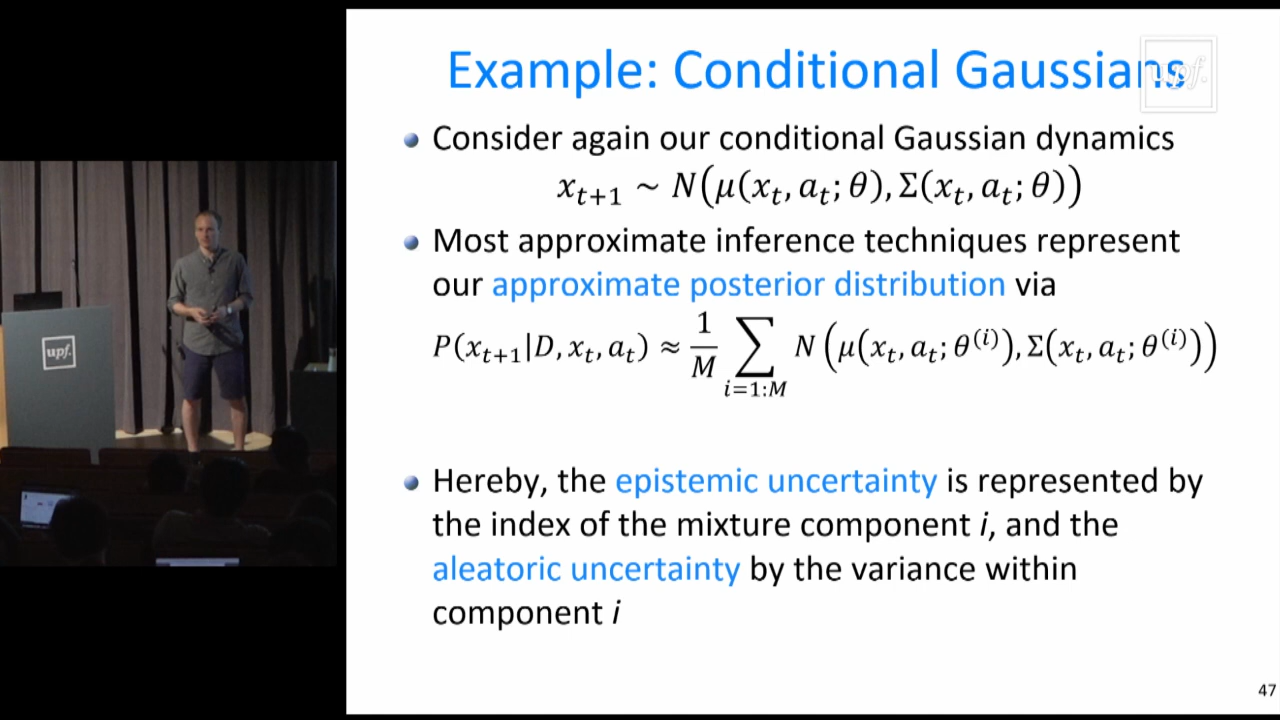 Example: Conditional Gaussians
upf.
Consider again our conditional Gaussian dynamics
x_{t+1} ~ N(μ(x_t, a_t; θ), Σ(x_t, a_t; θ))
Most approximate inference techniques represent
our approximate posterior distribution via
P(x_{t+1}|D, x_t, a_t) ≈ 1/M ∑_{i=1:M} N(μ(x_t, a_t; θ^{(i)}), Σ(x_t, a_t; θ^{(i)}))
upf.
Hereby, the epistemic uncertainty is represented by
the index of the mixture component i, and the
aleatoric uncertainty by the variance within
component i
47